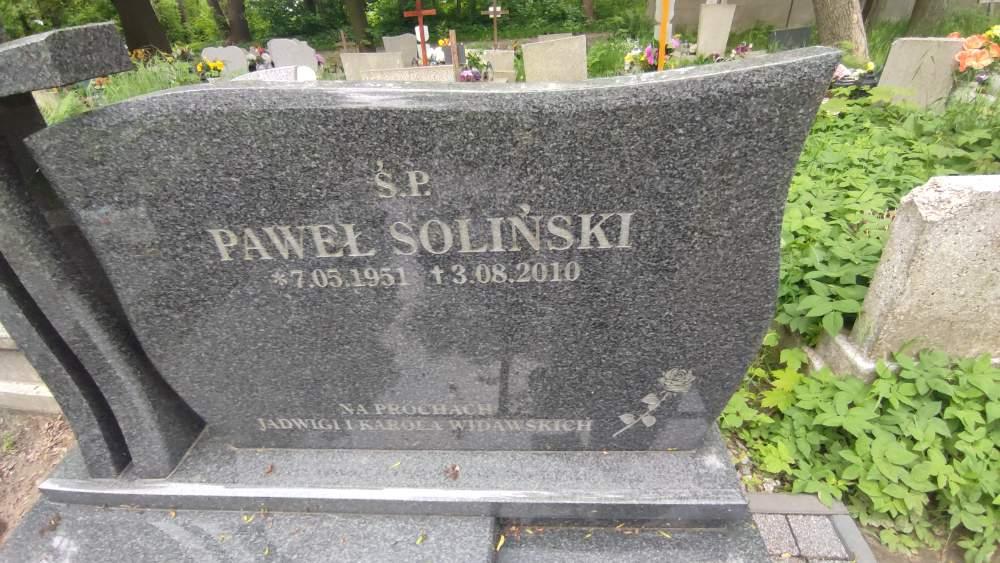 Ś.P.
PAWEŁ SOLIŃSKI
*7.05.1951 †3.08.2010
NA PROCHACH
JADWIGI I KAROLA WIDAWSKICH